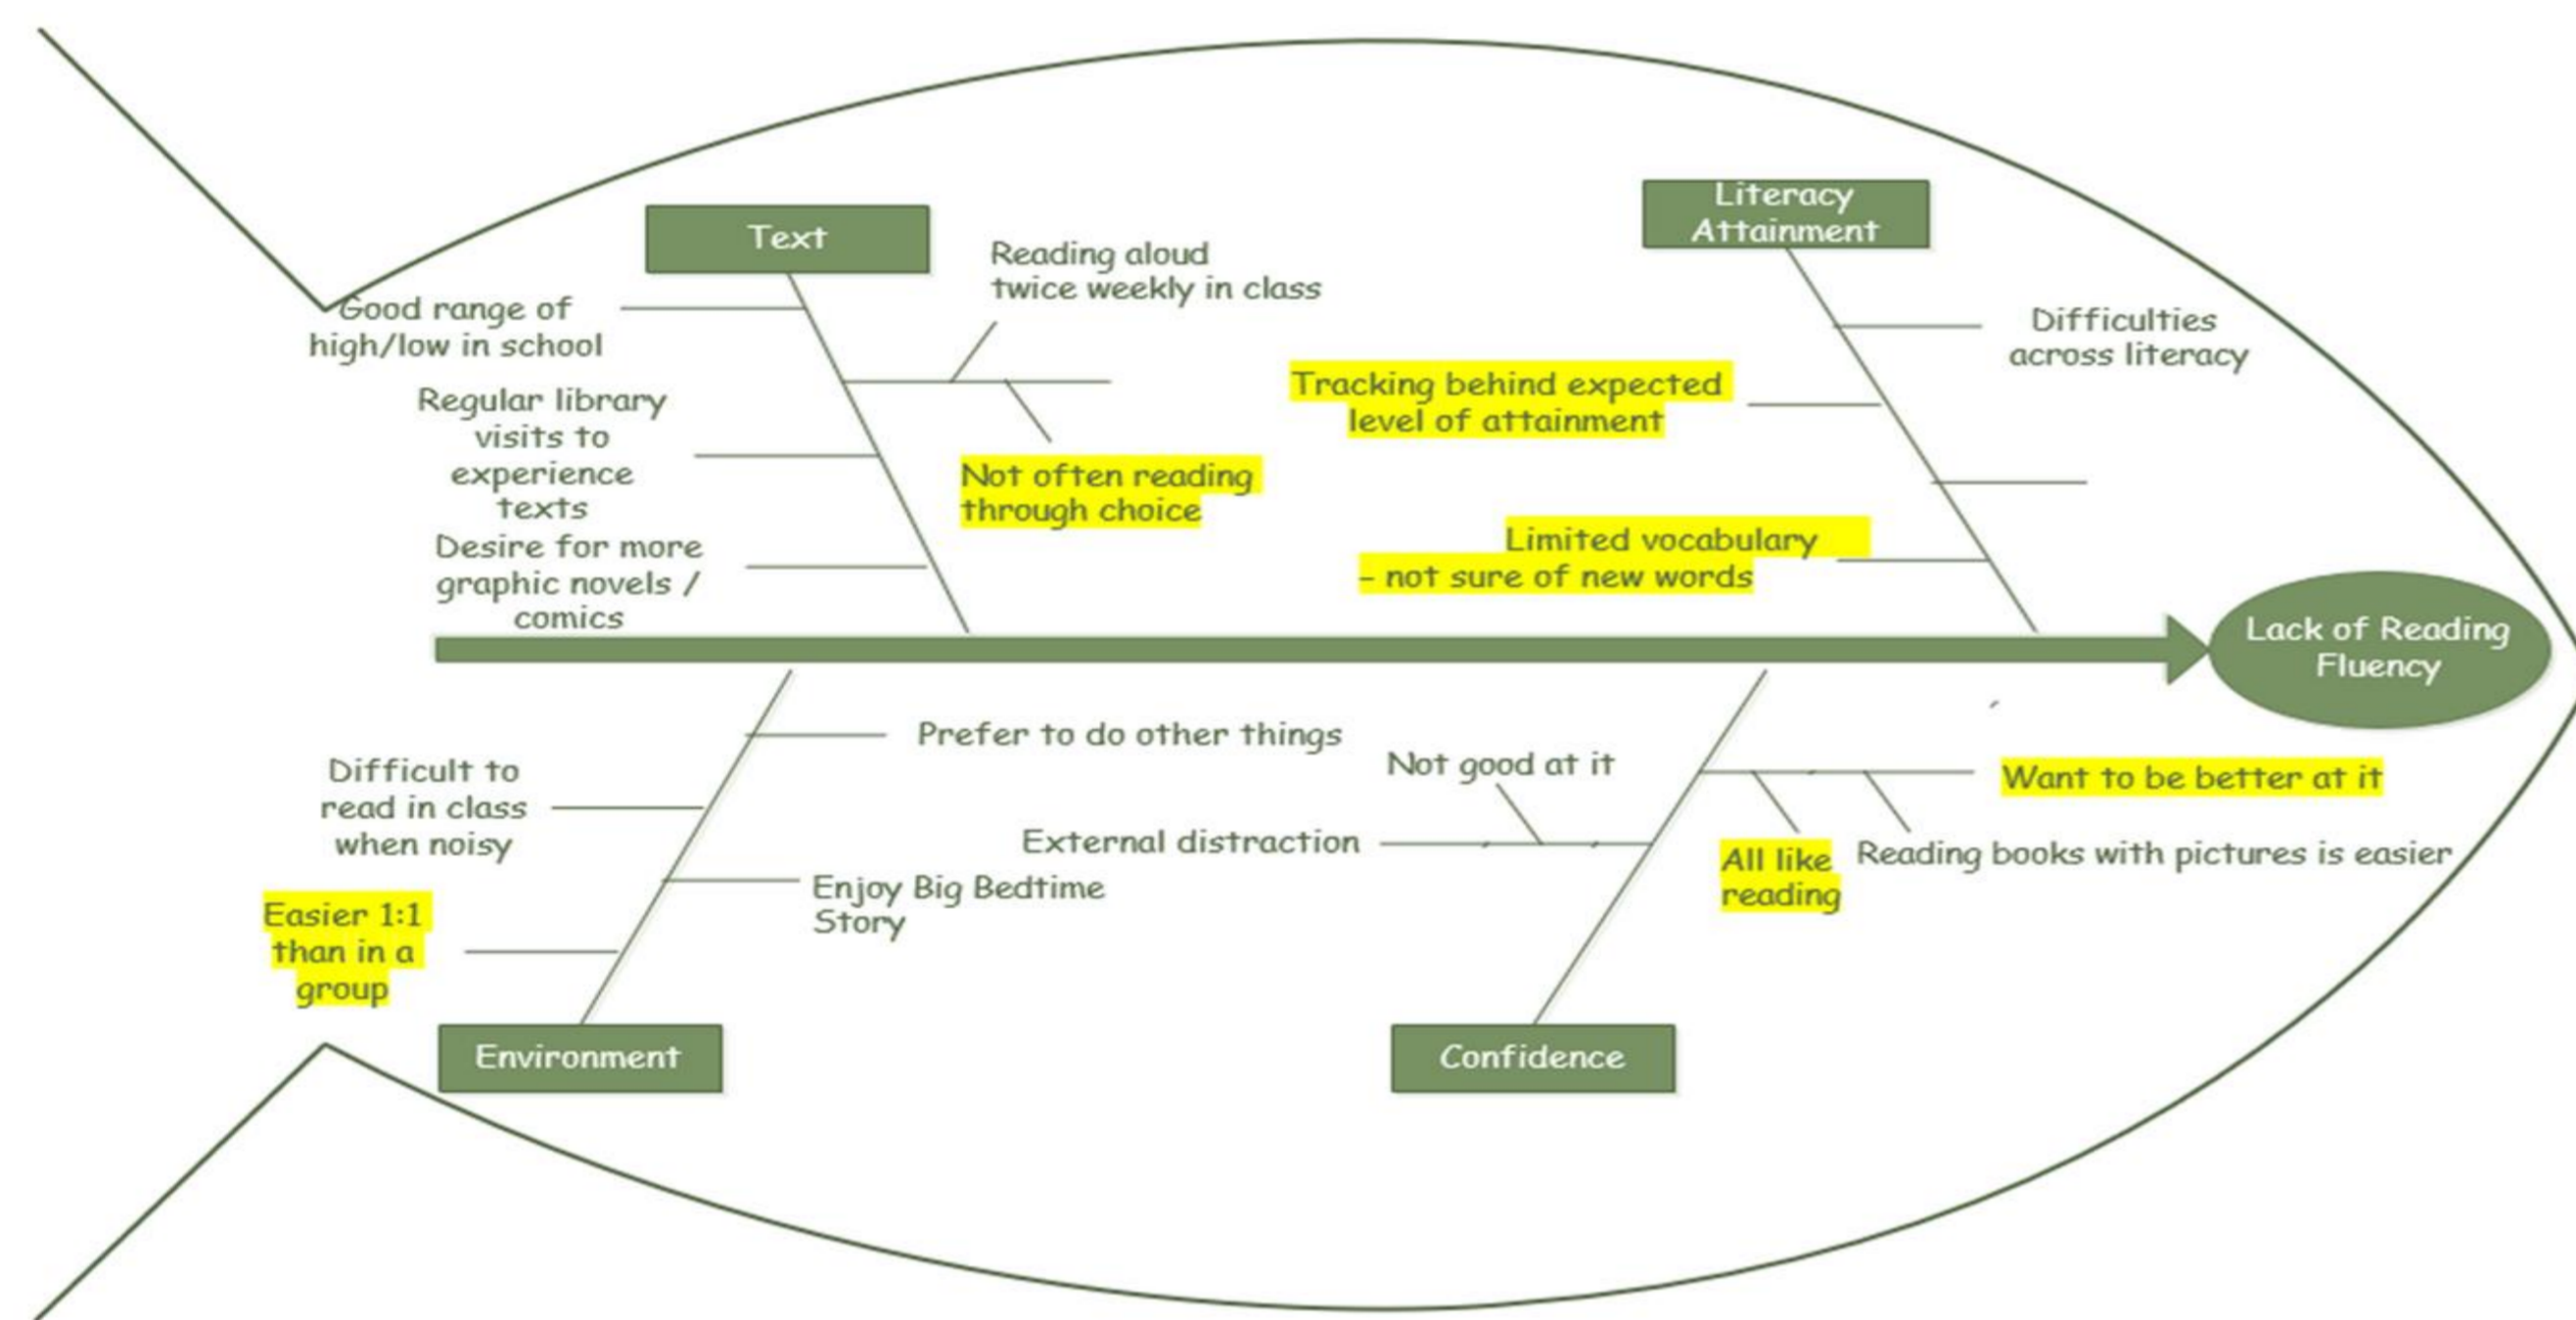 Text
Good range of
high/low in school
Regular library
visits to
experience
texts
Desire for more
graphic novels /
comics
Reading aloud
twice weekly in class
Not often reading
through choice
Literacy
Attainment
Difficulties
across literacy
Tracking behind expected
level of attainment
Limited vocabulary
– not sure of new words
Lack of Reading
Fluency
Prefer to do other things
Difficult to
read in class
when noisy
Enjoy Big Bedtime
Story
Easier 1:1
than in a
group
Environment
Not good at it
External distraction
Want to be better at it
All like
reading
Reading books with pictures is easier
Confidence